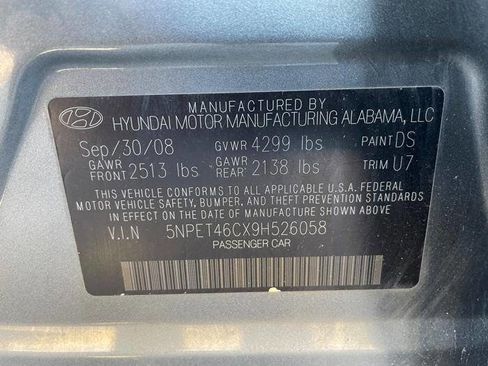 MANUFACTURED BY
HYUNDAI MOTOR MANUFACTURING ALABAMA, LLC
Sep/30/08 GVWR 4299 lbs PAINT DS
GAWR FRONT 2513 lbs GAWR REAR 2138 lbs TRIM U7
THIS VEHICLE CONFORMS TO ALL APPLICABLE U.S.A. FEDERAL
MOTOR VEHICLE SAFETY, BUMPER, AND THEFT PREVENTION STANDARDS
IN EFFECT ON THE DATE OF MANUFACTURE SHOWN ABOVE
V.I.N 5NPET46CX9H526058
PASSENGER CAR